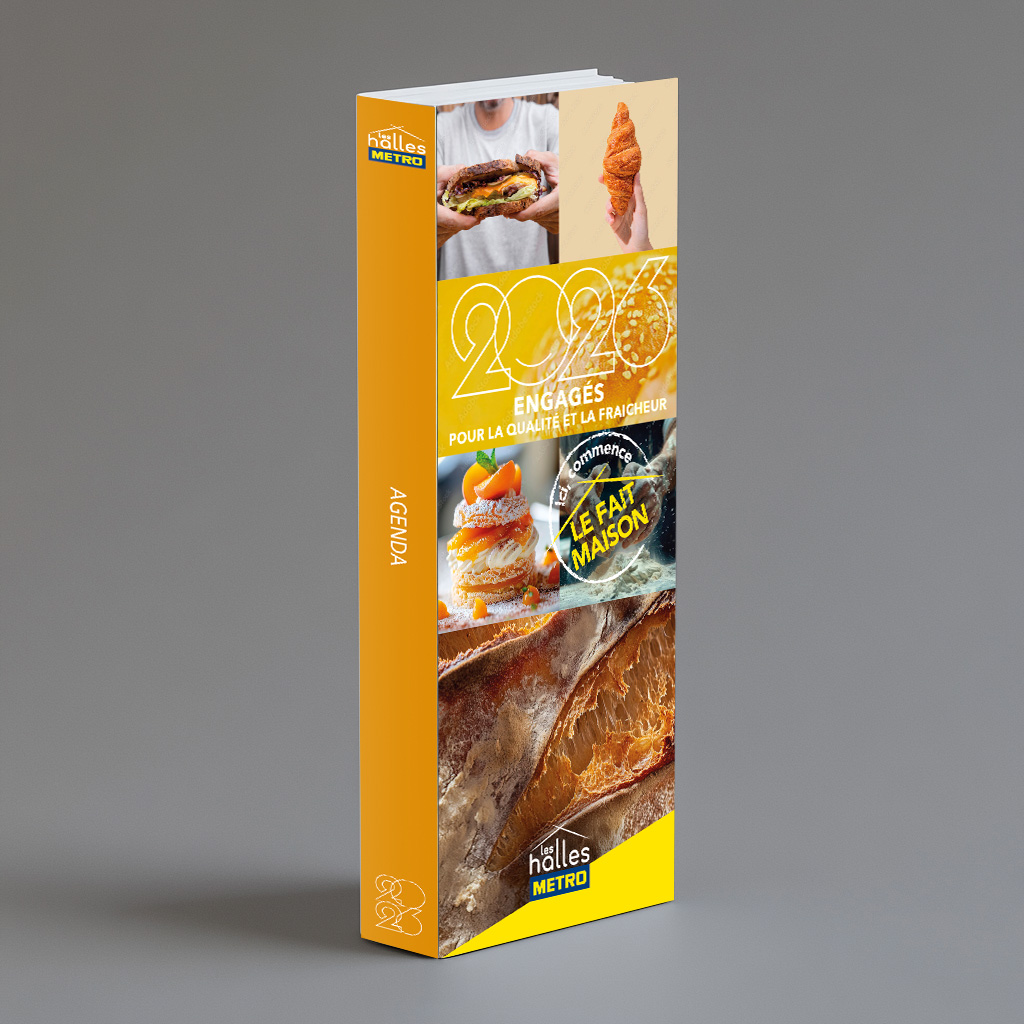 les
halles
METRO
AGENDA
2026
2026
ENGAGÉS
POUR LA QUALITÉ ET LA FRAICHEUR
ici, commence
LE FAIT
MAISON
les
halles
METRO